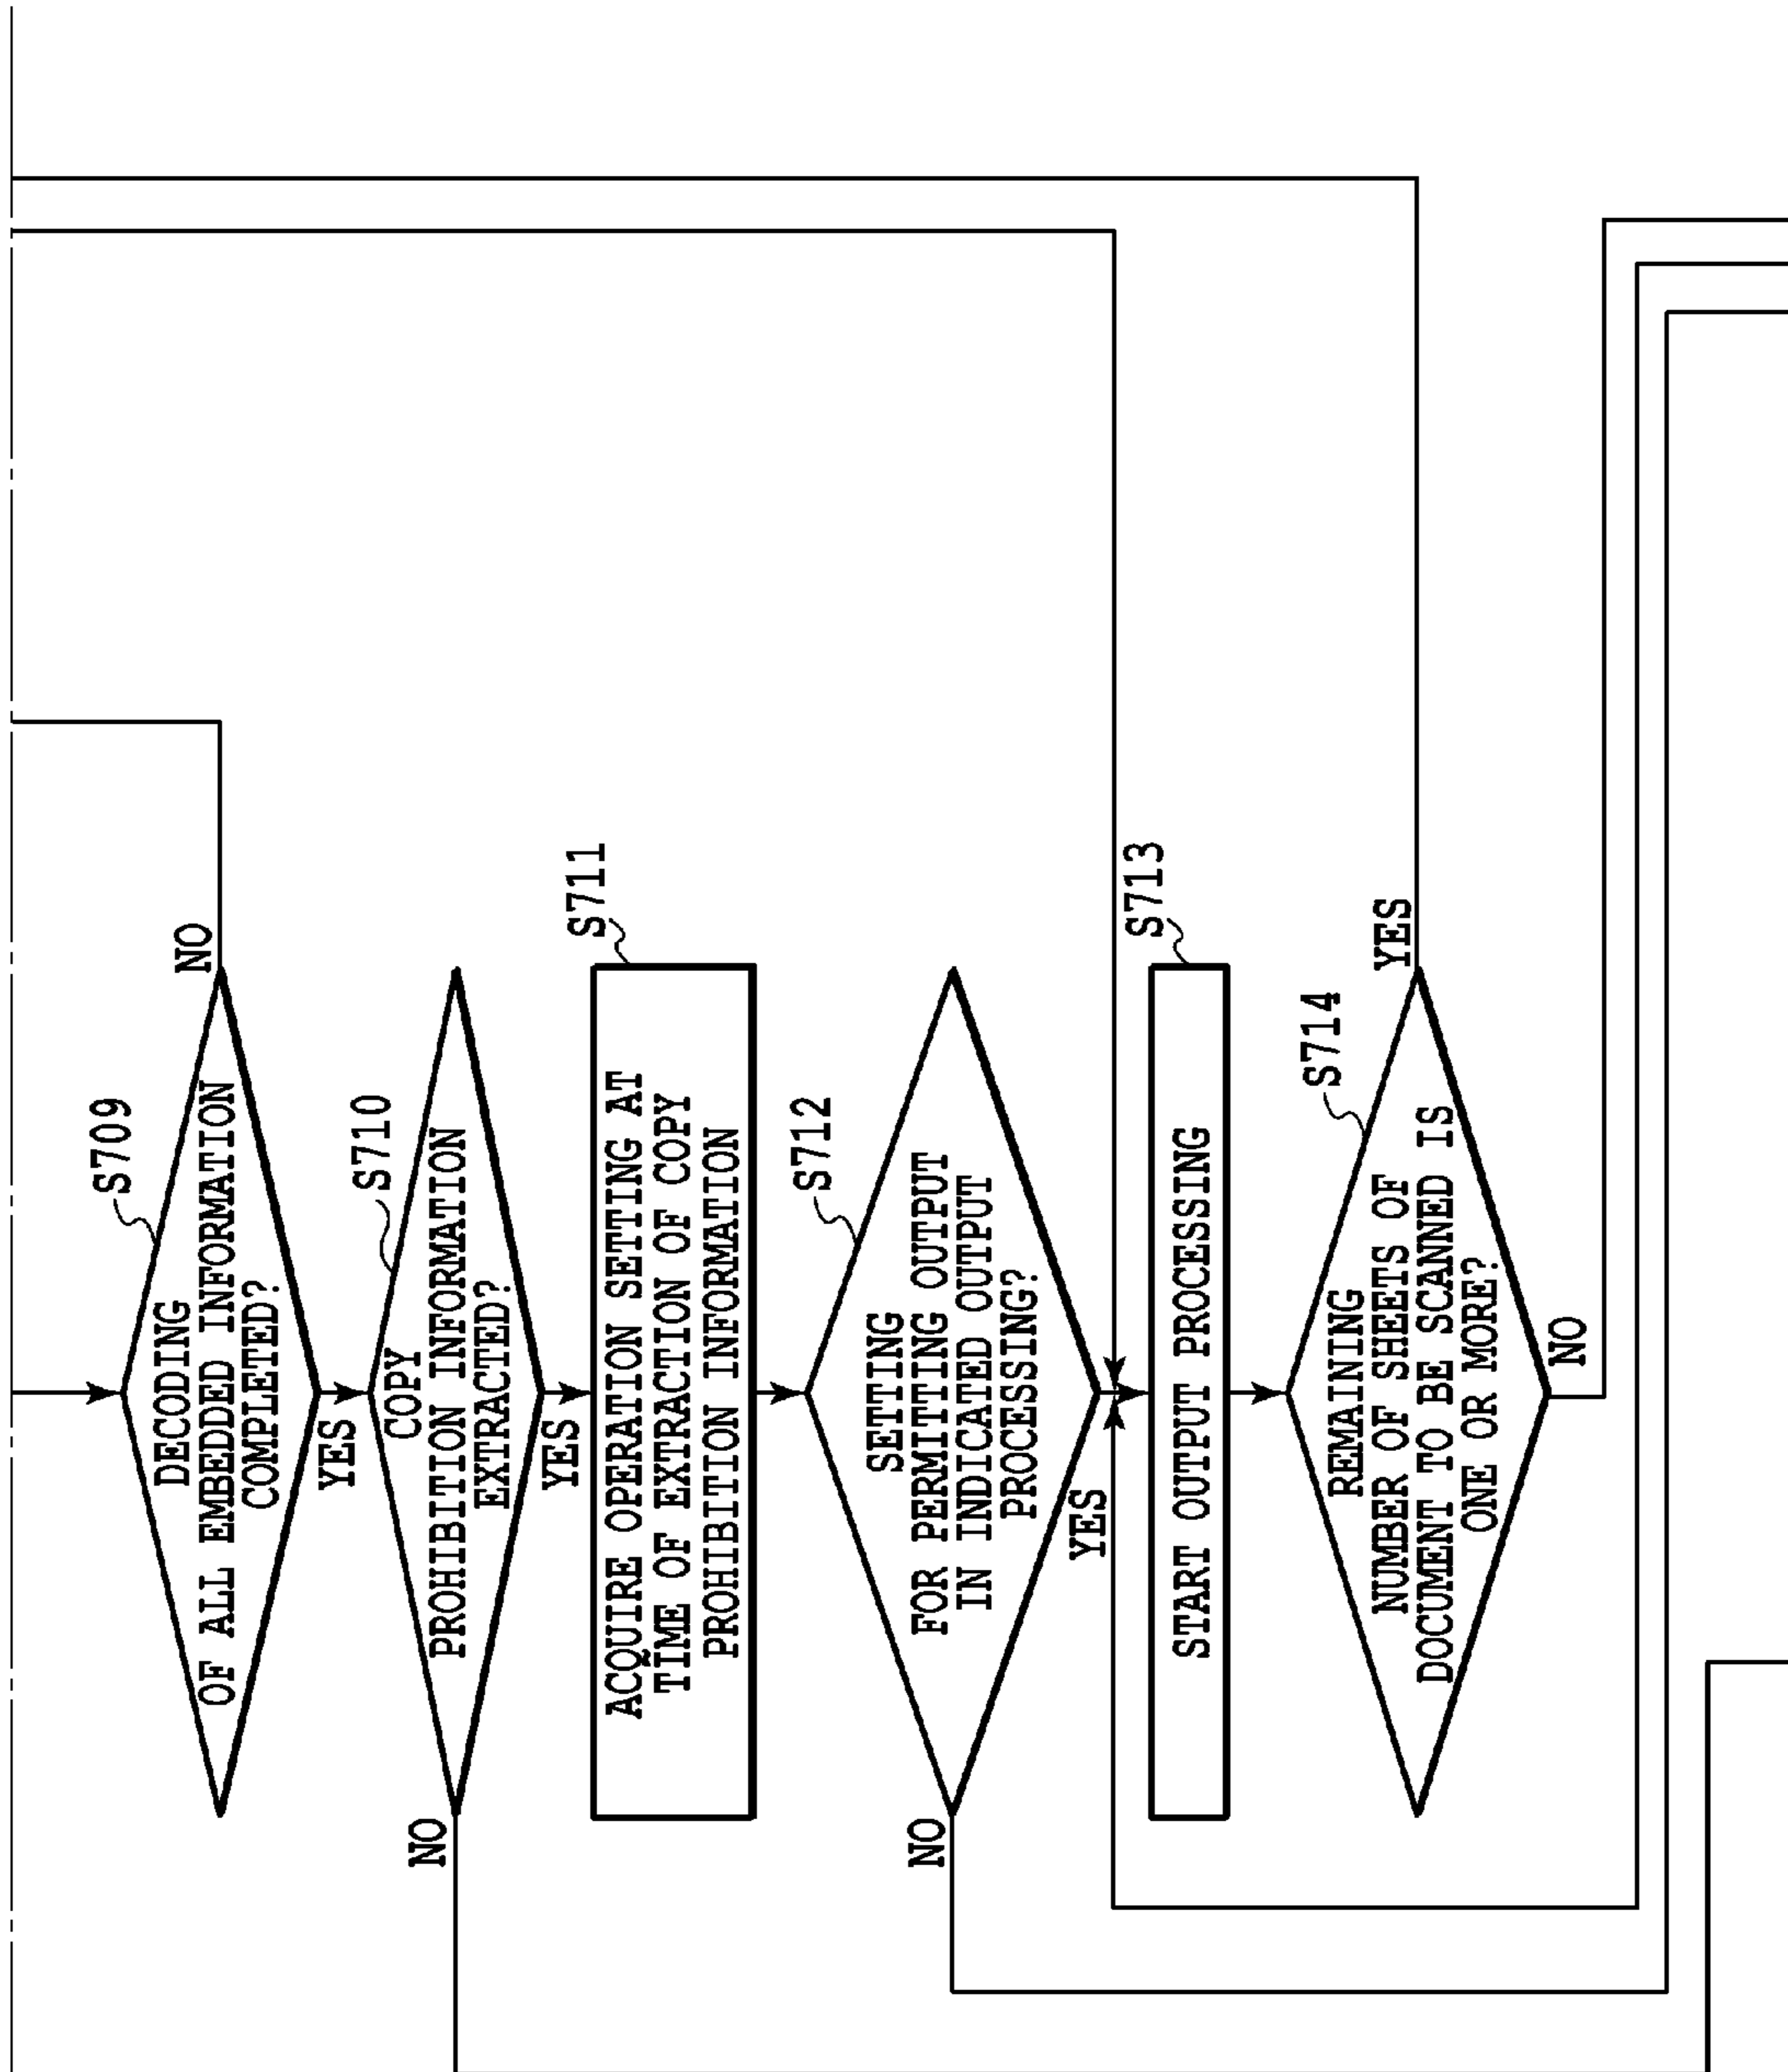 S709
DECODING
OF ALL EMBEDDED INFORMATION
COMPLETED?
NO
YES
S710
COPY
PROHIBITION INFORMATION
EXTRACTED?
NO
YES
S711
ACQUIRE OPERATION SETTING AT
TIME OF EXTRACTION OF COPY
PROHIBITION INFORMATION
S712
SETTING
FOR PERMITTING OUTPUT
IN INDICATED OUTPUT
PROCESSING?
NO
YES
S713
START OUTPUT PROCESSING
S714
REMAINING
NUMBER OF SHEETS OF
DOCUMENT TO BE SCANNED IS
ONE OR MORE?
YES
NO